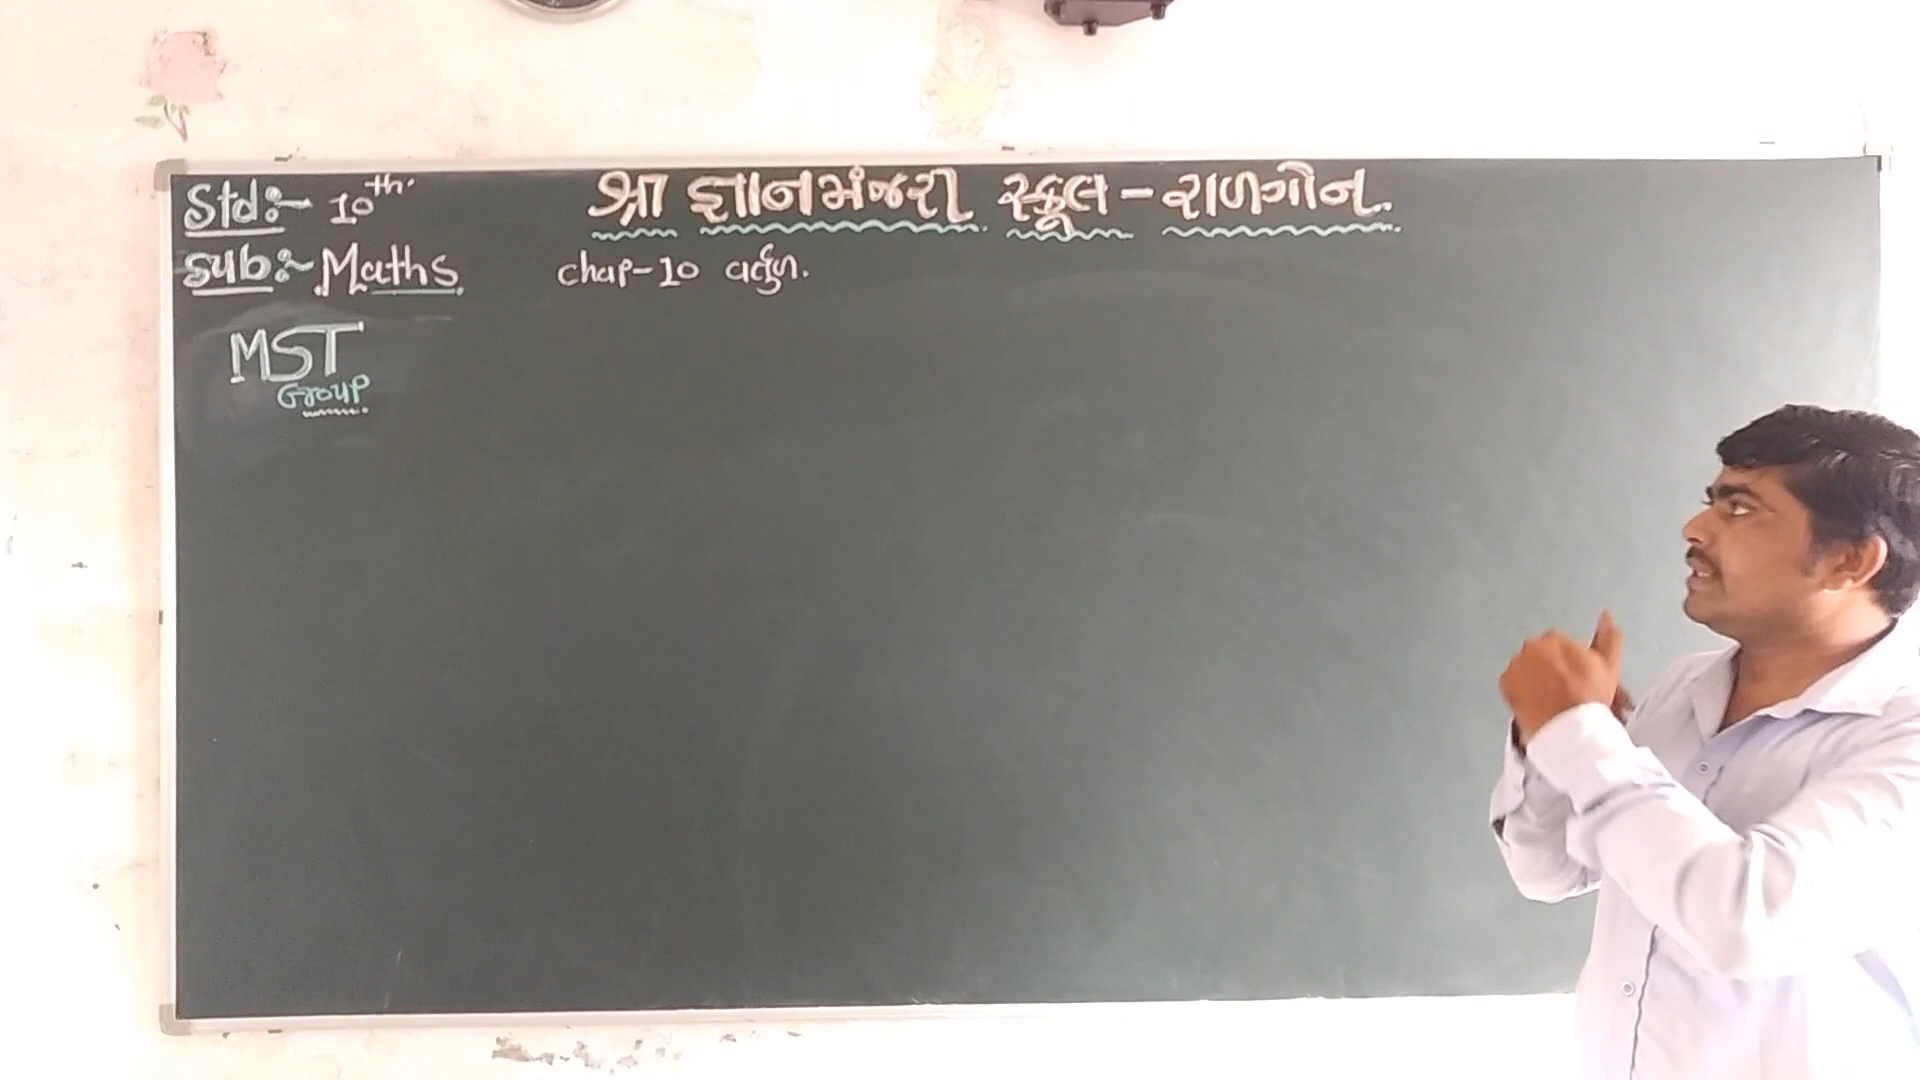 Std:- 10th.
શ્રી જ્ઞાનમંજરી સ્કૂલ - રાળગોન..
Sub:- Maths
chap-10 વર્તુળ.
MST
Group